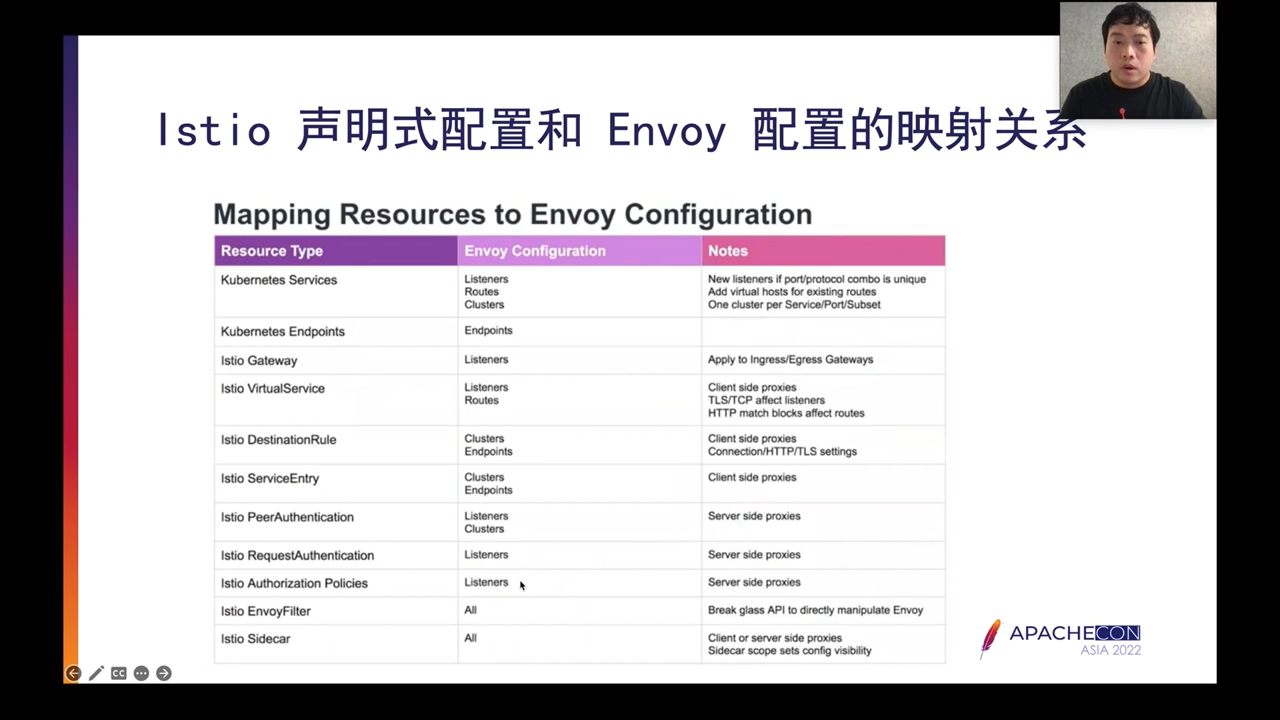 Istio 声明式配置和 Envoy 配置的映射关系
Mapping Resources to Envoy Configuration
Resource Type
Envoy Configuration
Notes
Kubernetes Services
Listeners
Routes
Clusters
New listeners if port/protocol combo is unique
Add virtual hosts for existing routes
One cluster per Service/Port/Subset
Kubernetes Endpoints
Endpoints
Istio Gateway
Listeners
Apply to Ingress/Egress Gateways
Istio VirtualService
Listeners
Routes
Client side proxies
TLS/TCP affect listeners
HTTP match blocks affect routes
Istio DestinationRule
Clusters
Endpoints
Client side proxies
Connection/HTTP/TLS settings
Istio ServiceEntry
Clusters
Endpoints
Client side proxies
Istio PeerAuthentication
Listeners
Clusters
Server side proxies
Istio RequestAuthentication
Listeners
Server side proxies
Istio Authorization Policies
Listeners
Server side proxies
Istio EnvoyFilter
All
Break glass API to directly manipulate Envoy
Istio Sidecar
All
Client or server side proxies
Sidecar scope sets config visibility
APACHECON
ASIA 2022
CC